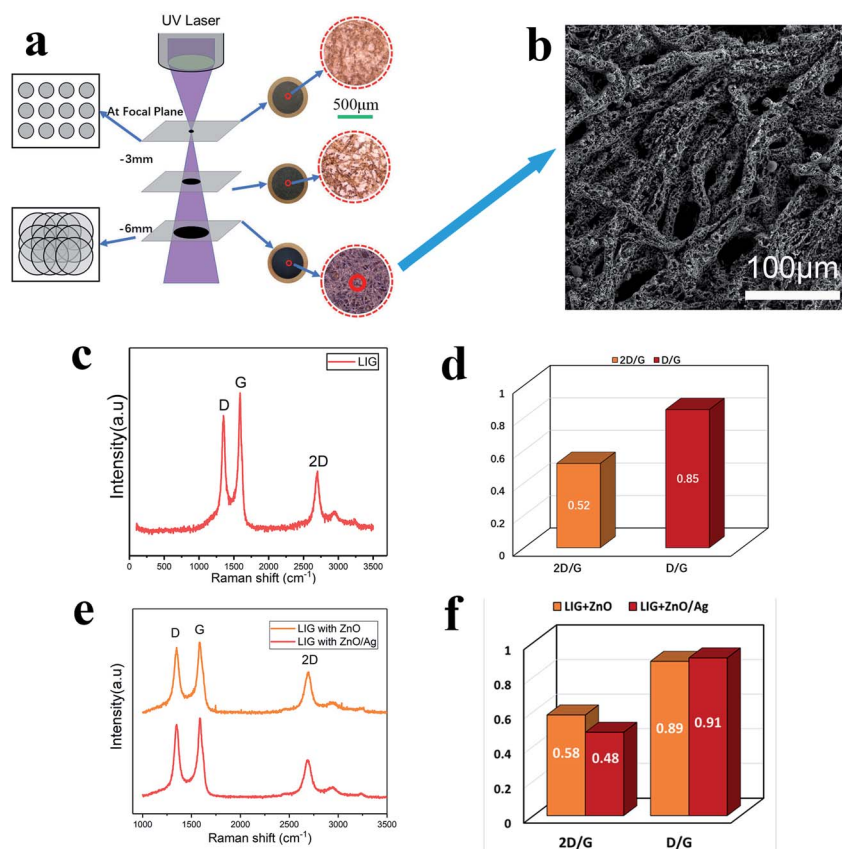 a
UV Laser
At Focal Plane
-3mm
-6mm
500μm
b
100μm
c
LIG
D
G
2D
Intensity(a.u)
0 500 1000 1500 2000 2500 3000 3500
Raman shift (cm⁻¹)
d
2D/G D/G
1
0.8
0.6
0.4
0.2
0
0.52
0.85
2D/G D/G
e
LIG with ZnO
LIG with ZnO/Ag
D
G
2D
Intensity(a.u)
1000 1500 2000 2500 3000 3500
Raman shift (cm⁻¹)
f
LIG+ZnO LIG+ZnO/Ag
1
0.8
0.6
0.4
0.2
0
0.58
0.48
0.89
0.91
2D/G D/G